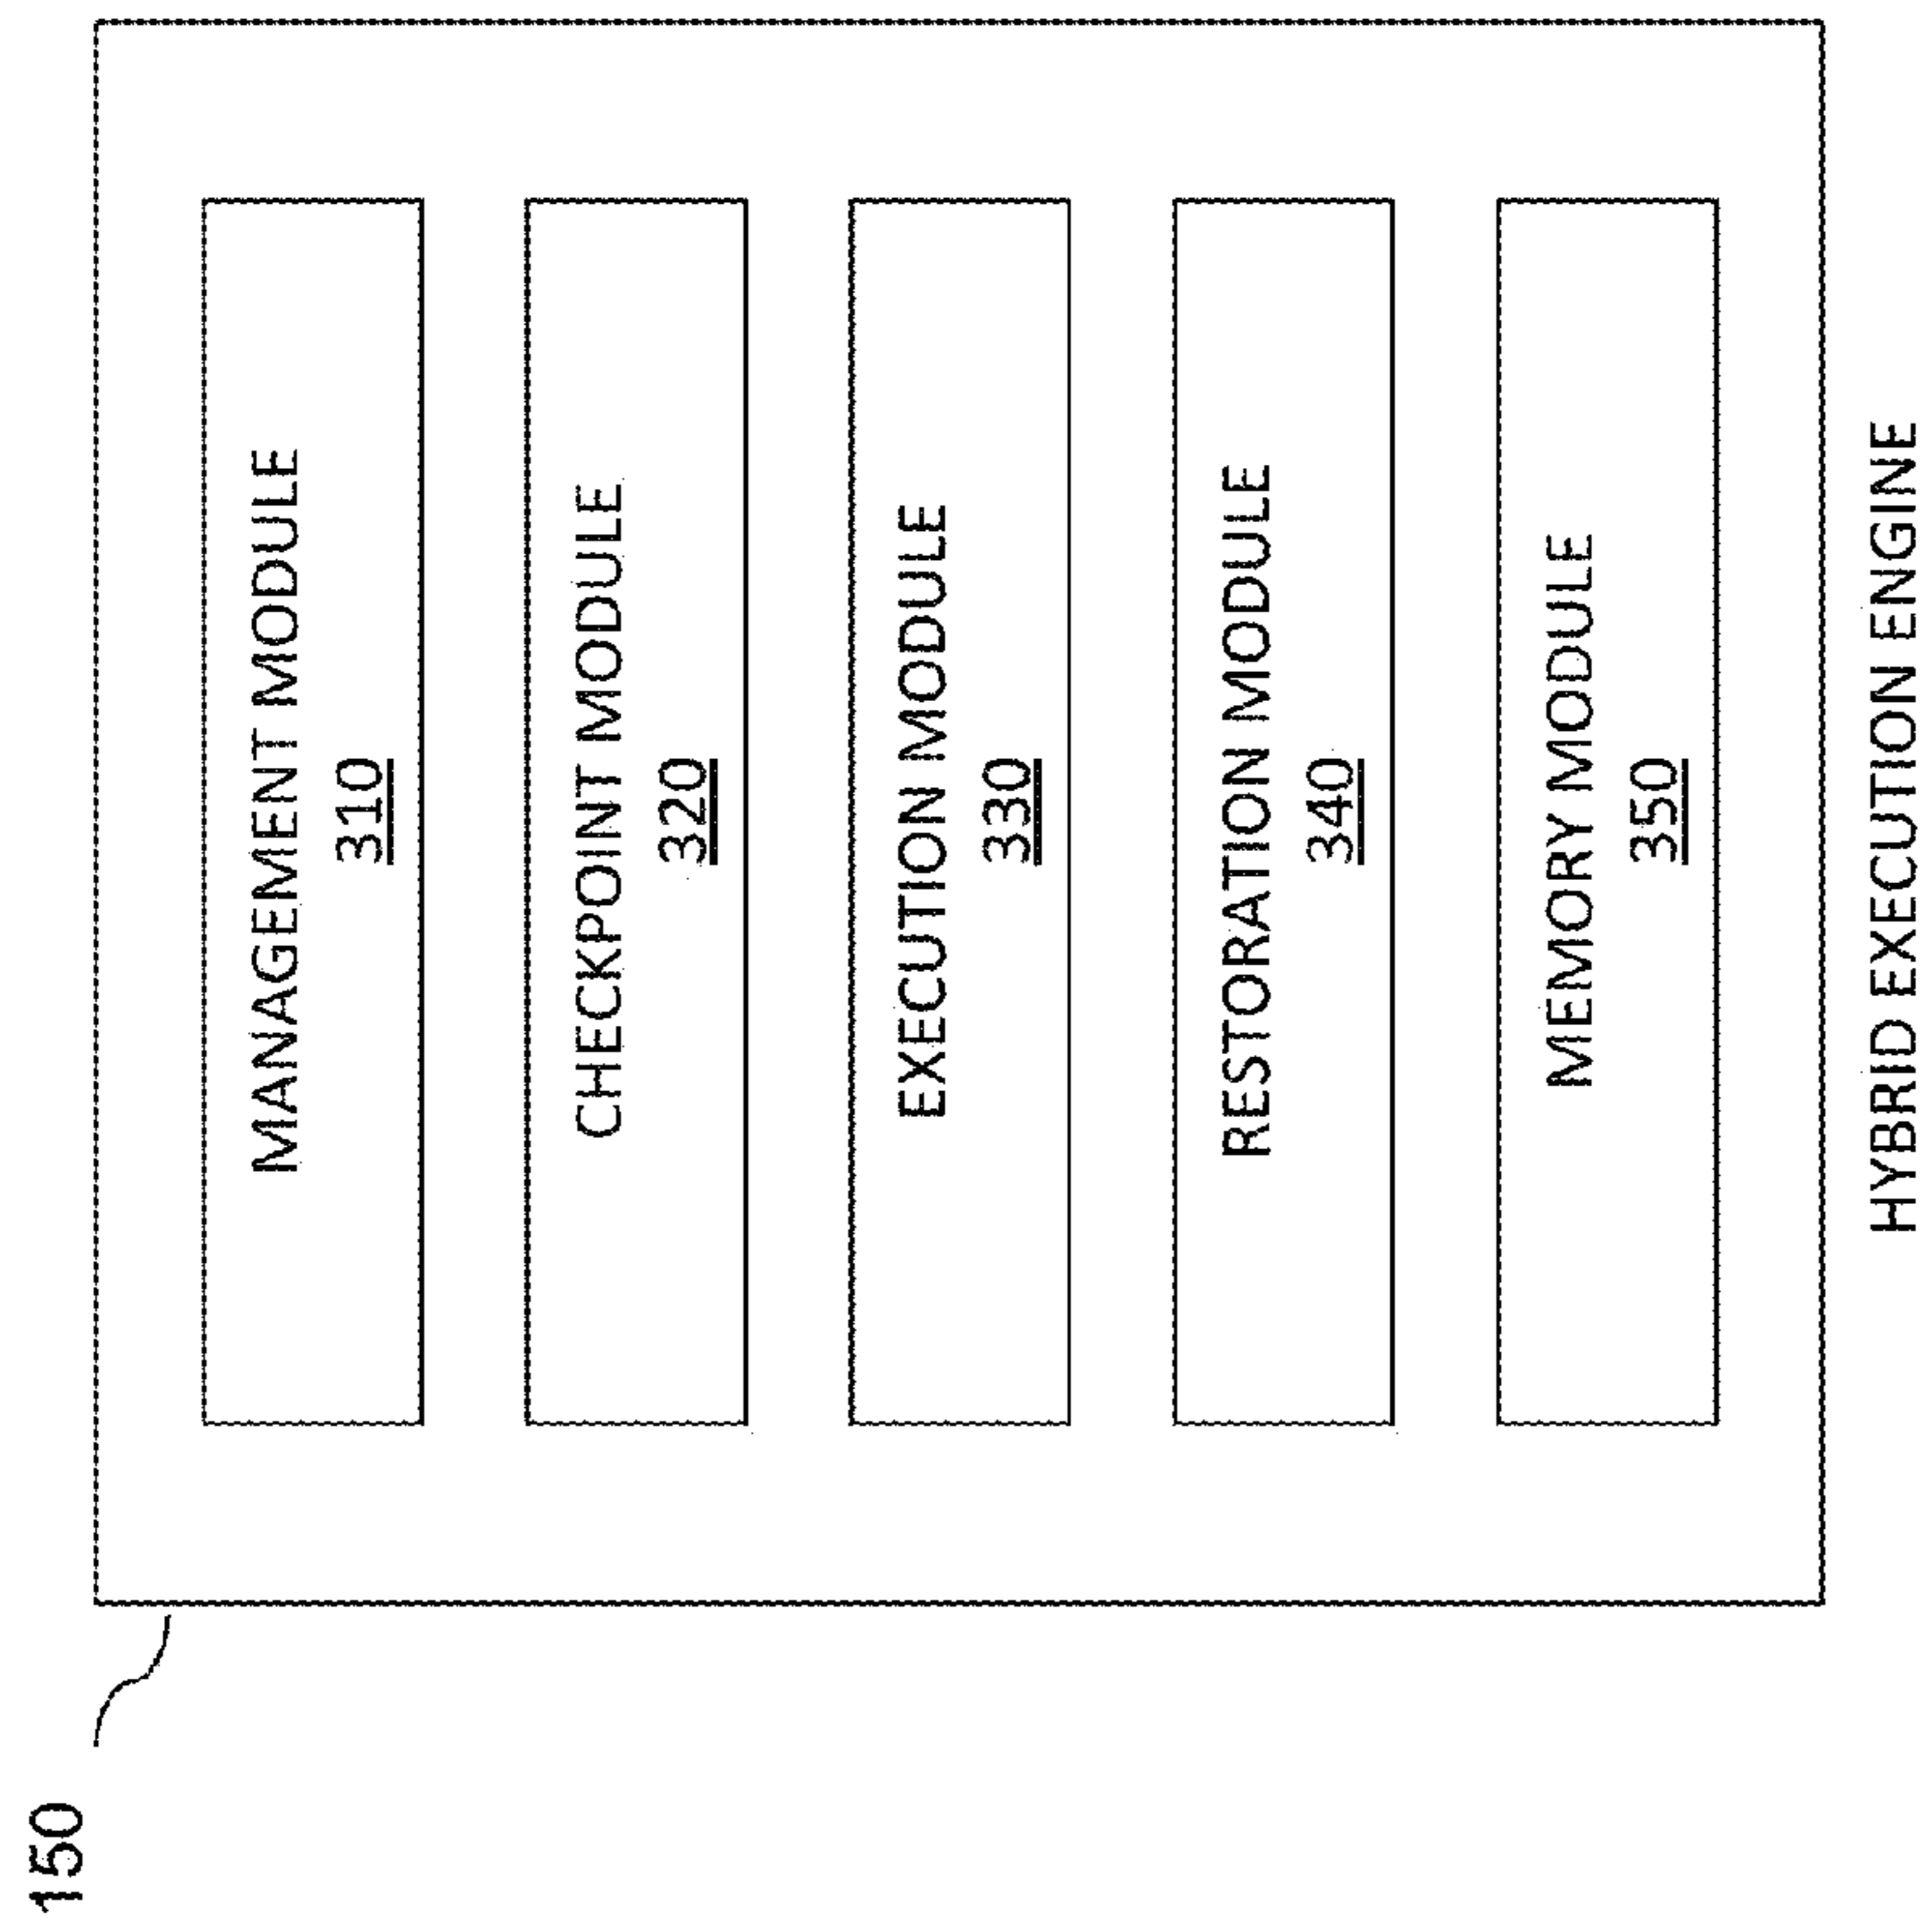 150
MANAGEMENT MODULE
310
CHECKPOINT MODULE
320
EXECUTION MODULE
330
RESTORATION MODULE
340
MEMORY MODULE
350
HYBRID EXECUTION ENGINE